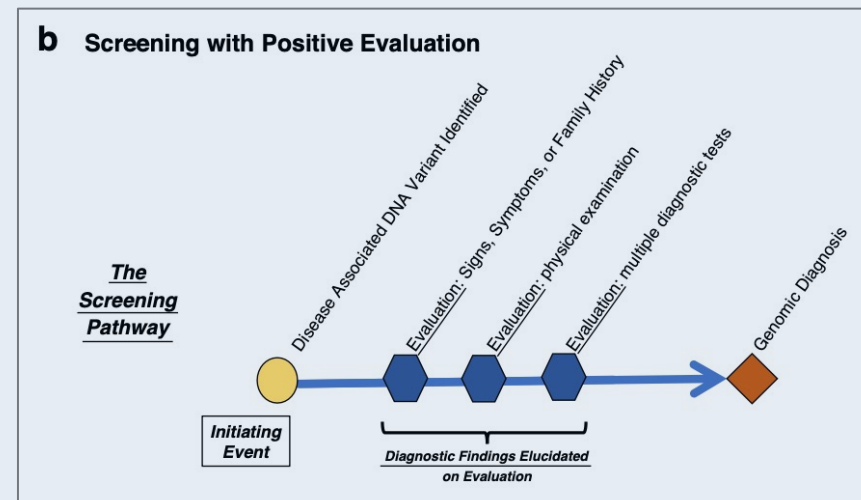 b Screening with Positive Evaluation
Disease Associated DNA Variant Identified
Evaluation: Signs, Symptoms, or Family History
Evaluation: physical examination
Evaluation: multiple diagnostic tests
Genomic Diagnosis
The
Screening
Pathway
Initiating
Event
Diagnostic Findings Elucidated
on Evaluation